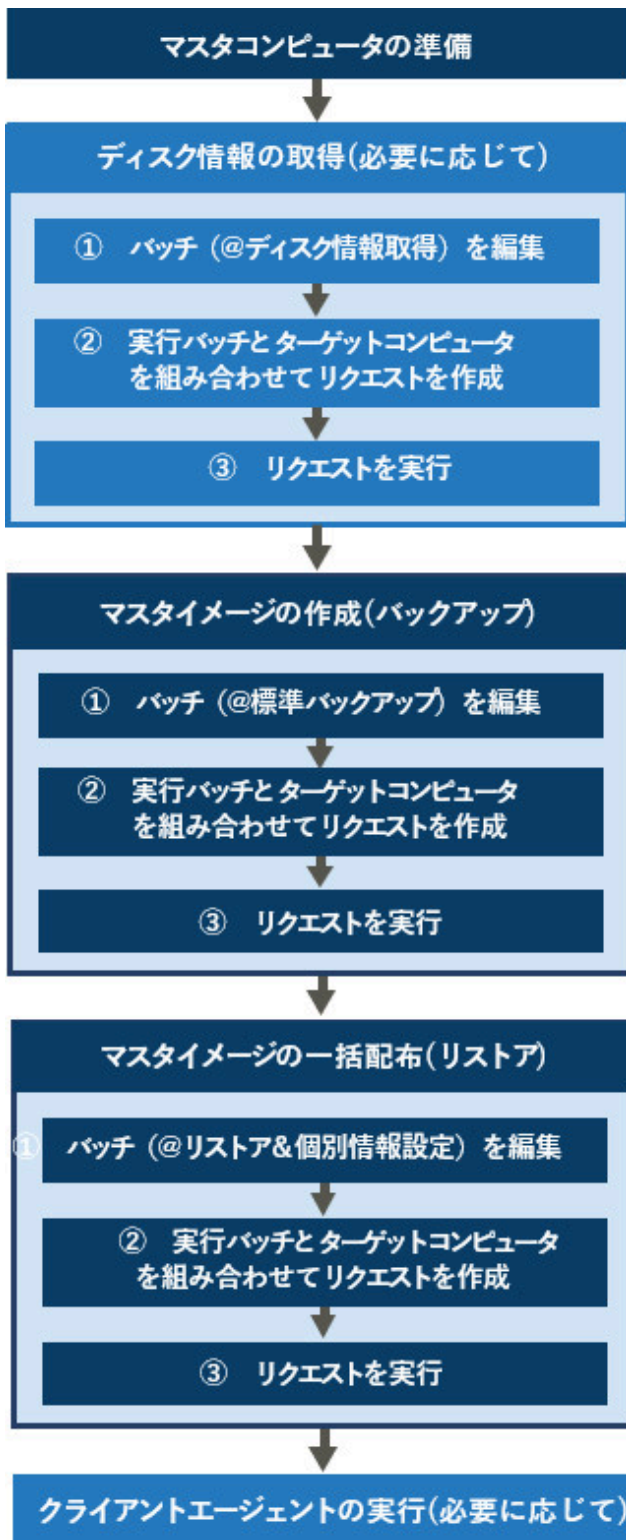 マスタコンピュータの準備
ディスク情報の取得(必要に応じて)
① バッチ (@ディスク情報取得) を編集
② 実行バッチとターゲットコンピュータ
を組み合わせてリクエストを作成
③ リクエストを実行
マスタイメージの作成(バックアップ)
① バッチ (@標準バックアップ) を編集
② 実行バッチとターゲットコンピュータ
を組み合わせてリクエストを作成
③ リクエストを実行
マスタイメージの一括配布(リストア)
① バッチ (@リストア&個別情報設定) を編集
② 実行バッチとターゲットコンピュータ
を組み合わせてリクエストを作成
③ リクエストを実行
クライアントエージェントの実行(必要に応じて)